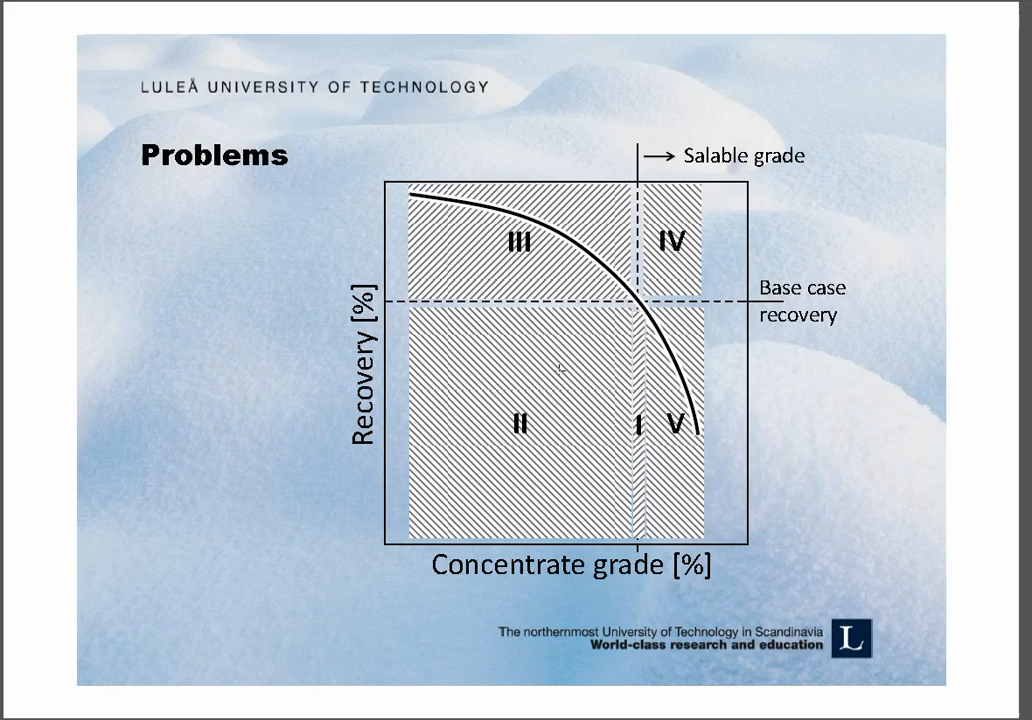 LULEÅ UNIVERSITY OF TECHNOLOGY
Problems
Salable grade
III
IV
Base case
recovery
Recovery [%]
II
I
V
Concentrate grade [%]
The northernmost University of Technology in Scandinavia
World-class research and education
L